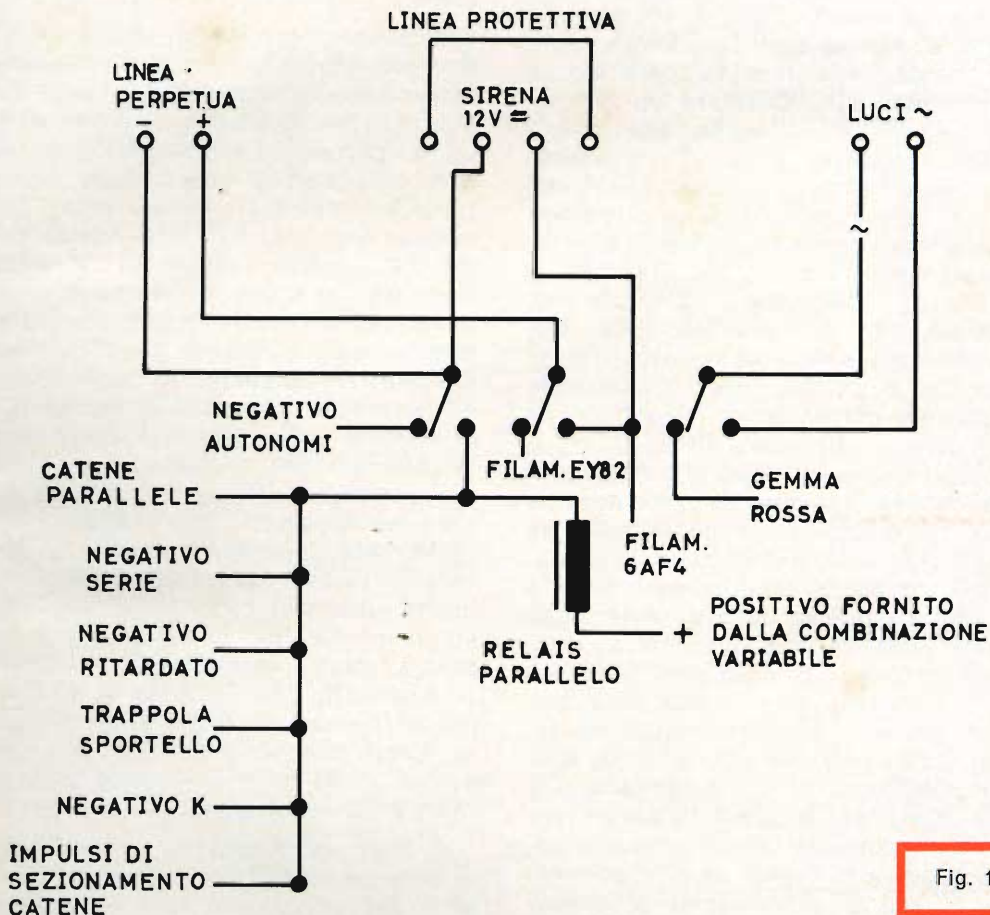 LINEA PROTETTIVA
LINEA
PERPETUA
- +
SIRENA
12V =
LUCI ~
~
NEGATIVO
AUTONOMI
FILAM. EY82
GEMMA
ROSSA
CATENE
PARALLELE
FILAM.
6AF4
NEGATIVO
SERIE
+ POSITIVO FORNITO
DALLA COMBINAZIONE
VARIABILE
NEGATIVO
RITARDATO
RELAIS
PARALLELO
TRAPPOLA
SPORTELLO
NEGATIVO K
IMPULSI DI
SEZIONAMENTO
CATENE
Fig. 1